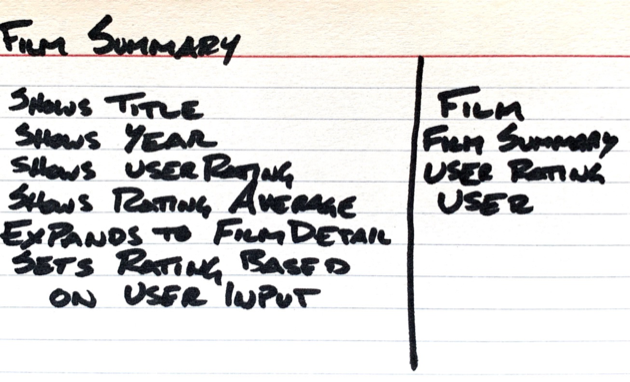 Film Summary
Shows Title
Shows Year
Shows UserRating
Shows Rating Average
Expands to FilmDetail
Sets Rating Based
on User Input
Film
Film Summary
User Rating
User